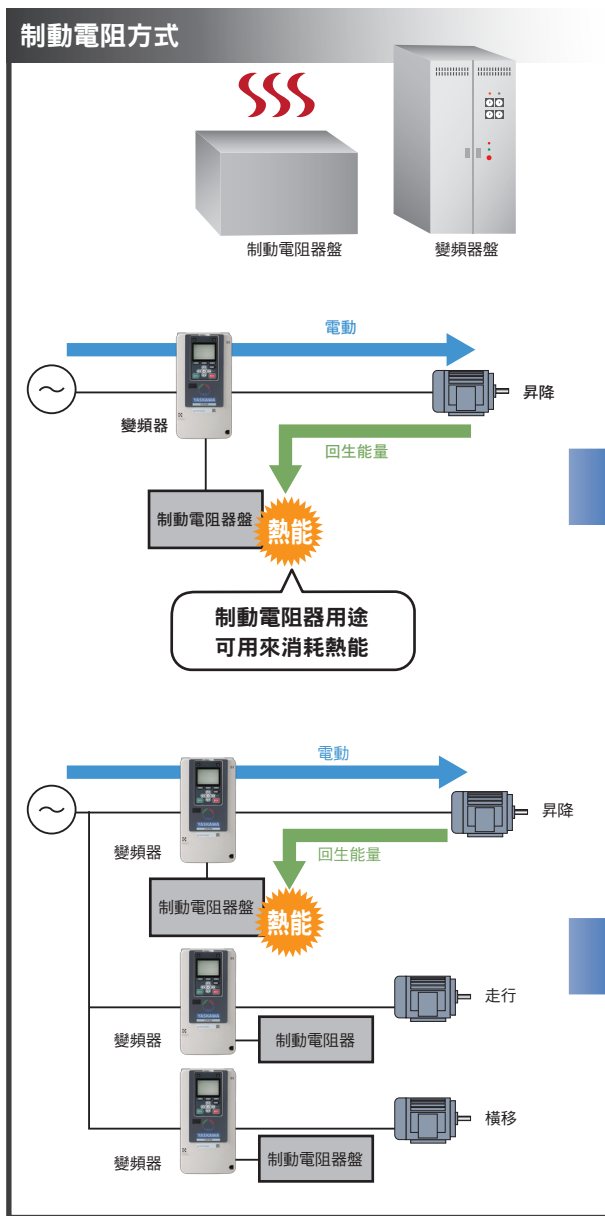 制動電阻方式
制動電阻器盤
變頻器盤
電動
變頻器
昇降
回生能量
制動電阻器盤
熱能
制動電阻器用途
可用來消耗熱能
電動
昇降
變頻器
回生能量
制動電阻器盤
熱能
YASKAWA
走行
變頻器
制動電阻器
橫移
變頻器
制動電阻器盤